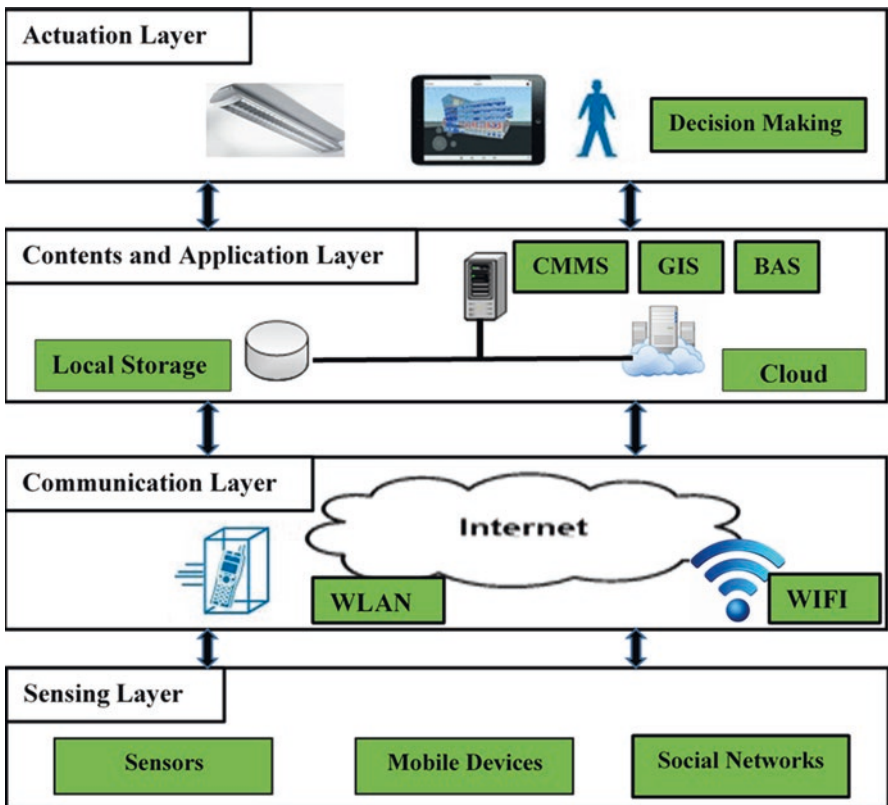 Actuation Layer
Decision Making
Contents and Application Layer
CMMS
GIS
BAS
Local Storage
Cloud
Communication Layer
Internet
WLAN
WIFI
Sensing Layer
Sensors
Mobile Devices
Social Networks